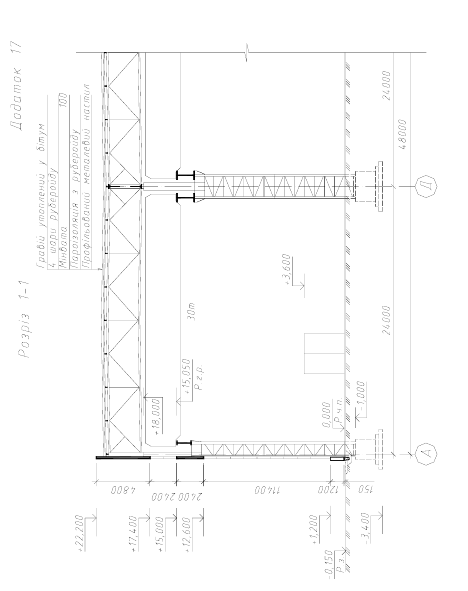 Додаток 17
Розріз 1-1
Гравій утоплений у бітум
4 шари руберойду
Мінвата 100
Пароізоляція з руберойду
Профільований металевий настил
24000
48000
24000
Д
А
30т
+3,600
+15,050
Р.г.р
+18,000
0,000
Р.ч.п.
-1,000
4800
2400
2400
11400
1200
150
+22,200
+17,400
+15,000
+12,600
+1,200
-0,150
Р.з.
-3,400